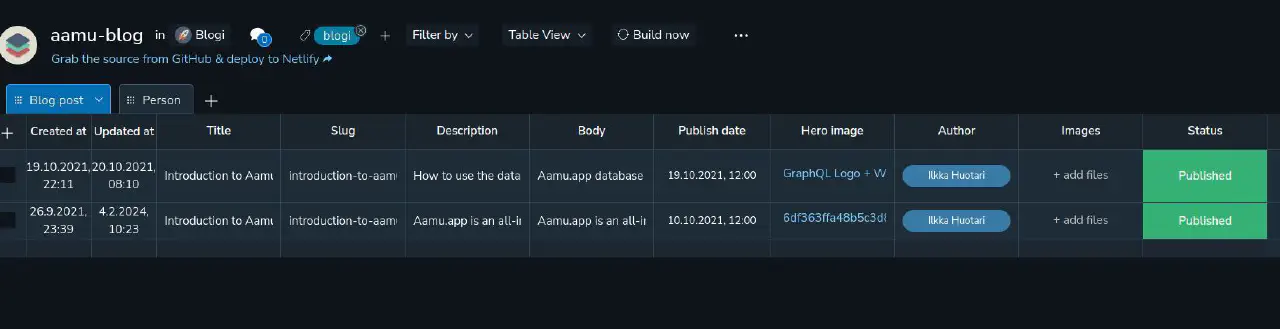 aamu-blog in Blogi 0 blogi + Filter by Table View Build now ...
Grab the source from GitHub & deploy to Netlify
Blog post Person +
+ Created at Updated at Title Slug Description Body Publish date Hero image Author Images Status
19.10.2021, 22:11 20.10.2021, 08:10 Introduction to Aamu introduction-to-aamu How to use the data Aamu.app database 19.10.2021, 12:00 GraphQL Logo + W Ilkka Huotari + add files Published
26.9.2021, 23:39 4.2.2024, 10:23 Introduction to Aamu introduction-to-aamu Aamu.app is an all-in Aamu.app is an all-in 10.10.2021, 12:00 6df363ffa48b5c3d8 Ilkka Huotari + add files Published